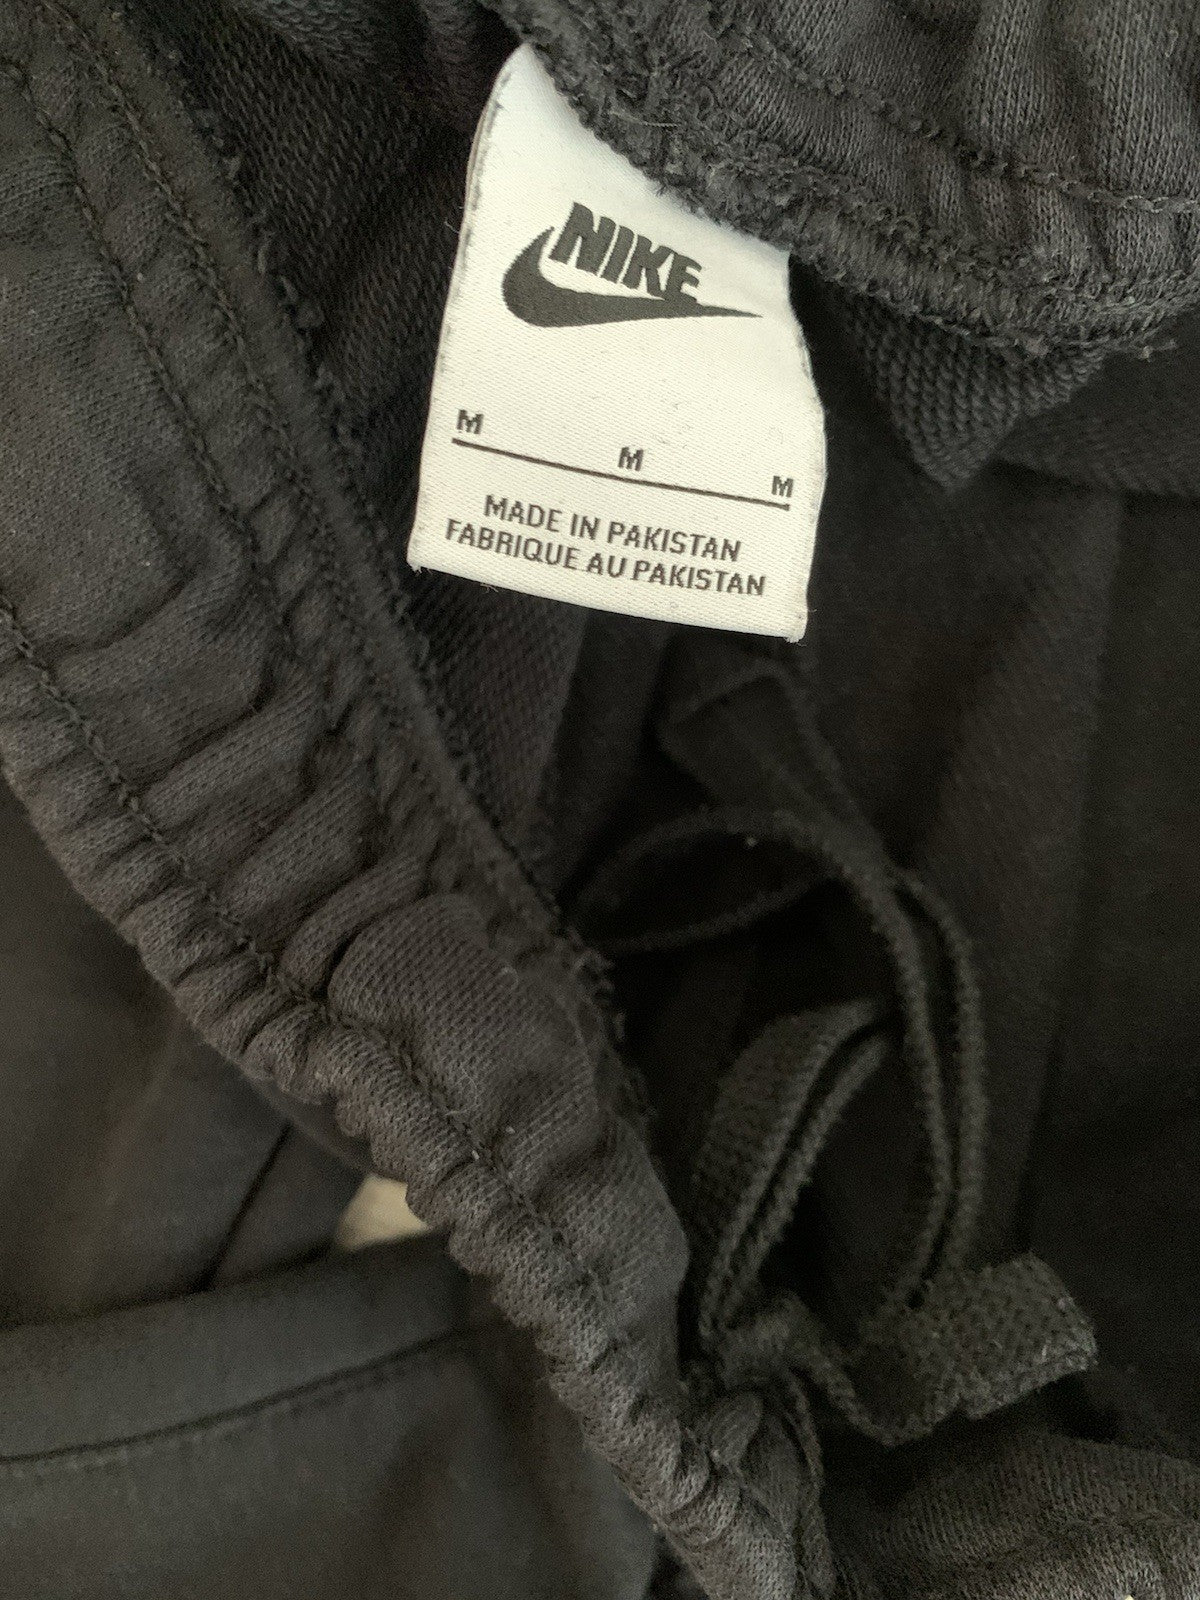 NIKE
M M M
MADE IN PAKISTAN
FABRIQUE AU PAKISTAN